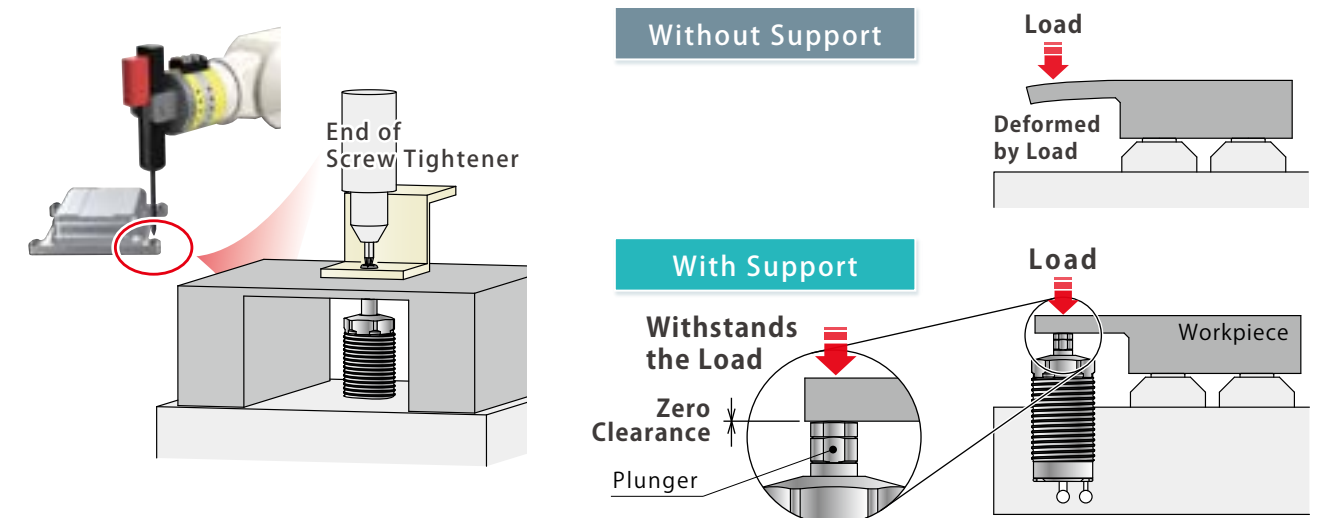 End of
Screw Tightener
Without Support
Load
Deformed
by Load
With Support
Load
Withstands
the Load
Workpiece
Zero
Clearance
Plunger